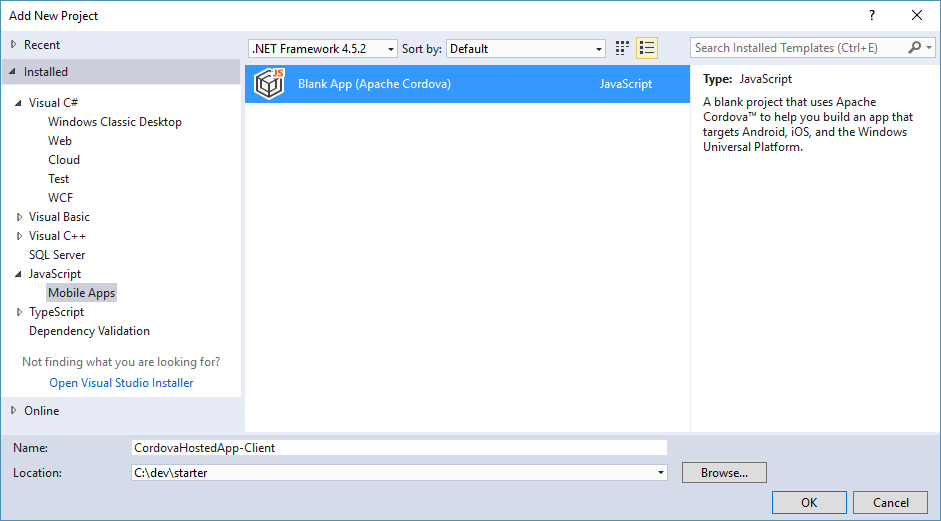 Add New Project
?
Recent
.NET Framework 4.5.2
Sort by:
Default
Search Installed Templates (Ctrl+E)
Installed
Visual C#
Windows Classic Desktop
Web
Cloud
Test
WCF
Visual Basic
Visual C++
SQL Server
JavaScript
Mobile Apps
TypeScript
Dependency Validation
Not finding what you are looking for?
Open Visual Studio Installer
Online
JS
Blank App (Apache Cordova)
JavaScript
Type: JavaScript
A blank project that uses Apache
Cordova™ to help you build an app that
targets Android, iOS, and the Windows
Universal Platform.
Name:
CordovaHostedApp-Client
Location:
C:\dev\starter
Browse...
OK
Cancel